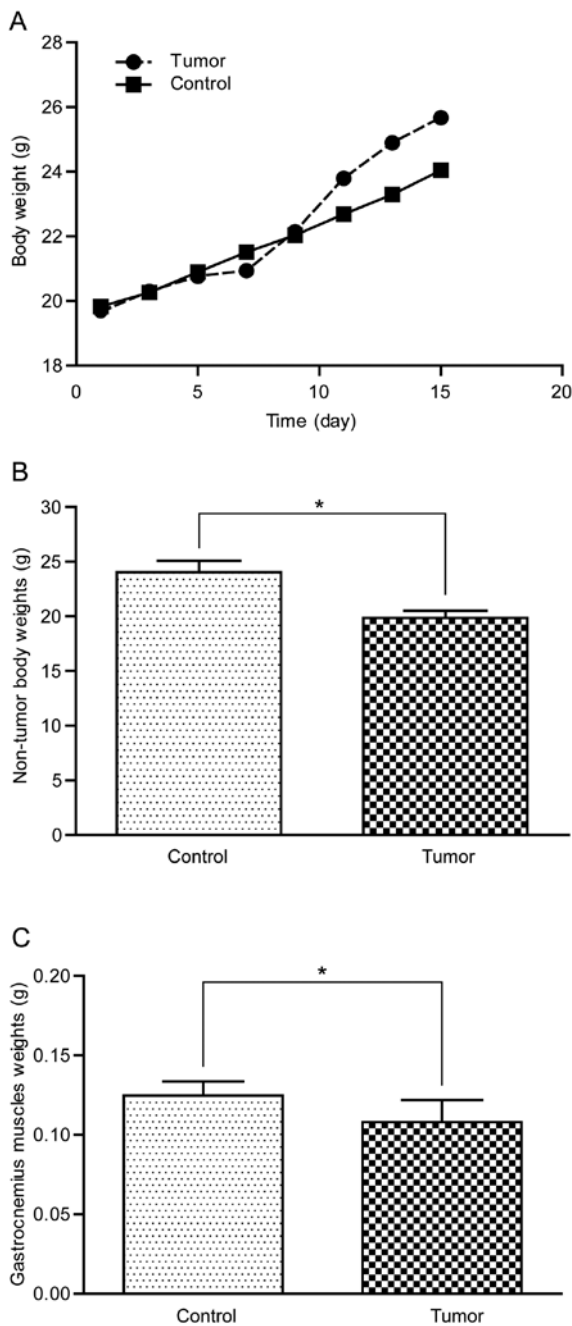 A
Tumor
Control
28
26
24
22
20
18
Body weight (g)
0 5 10 15 20
Time (day)
B
*
30
25
20
15
10
5
0
Non-tumor body weights (g)
Control Tumor
C
*
0.20
0.15
0.10
0.05
0.00
Gastrocnemius muscles weights (g)
Control Tumor